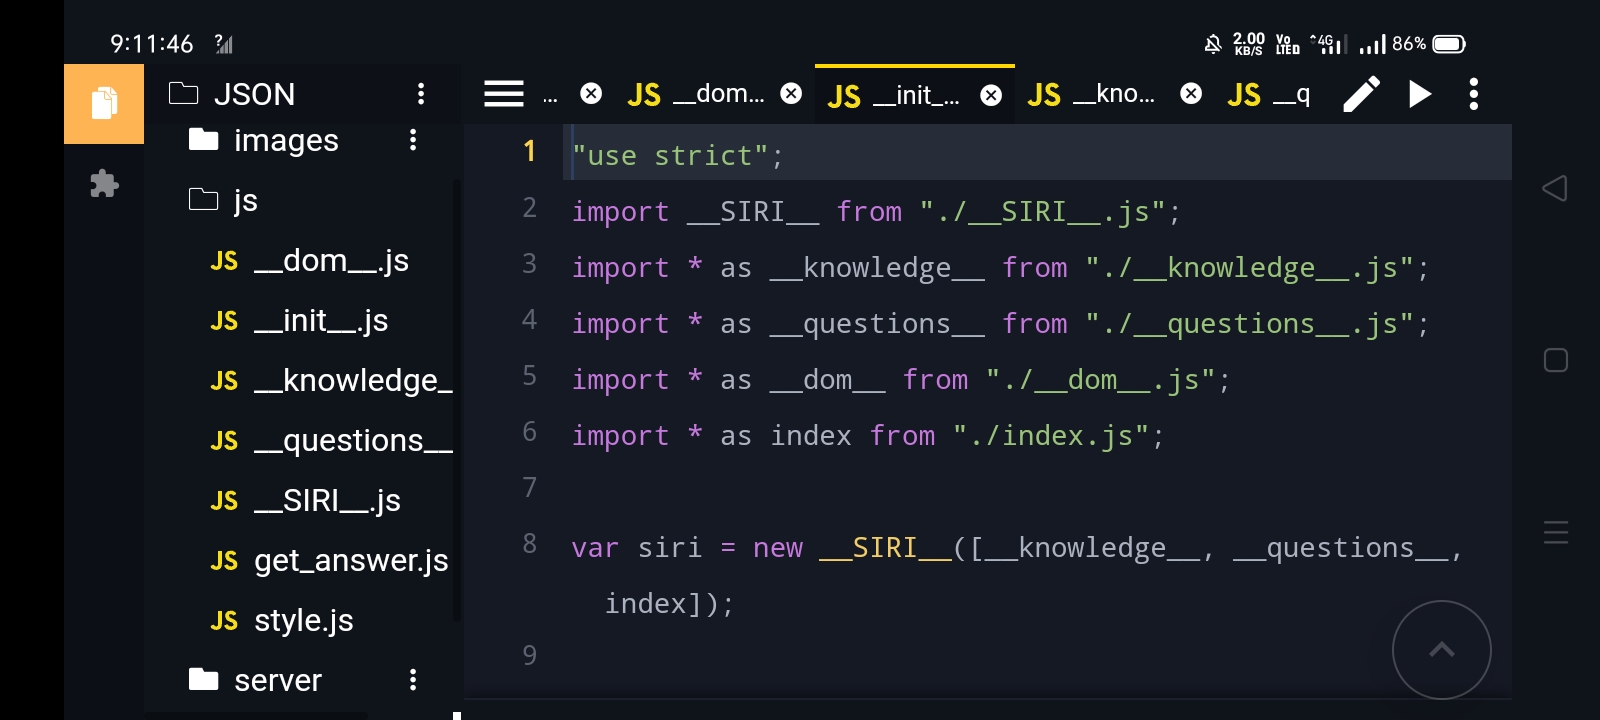 9:11:46 ? 2.00 KB/S Vo LTED 4G 86%
JSON
images
js
JS __dom__.js
JS __init__.js
JS __knowledge_
JS __questions__
JS __SIRI__.js
JS get_answer.js
JS style.js
server
... JS __dom... JS __init_... JS __kno... JS __q
1 "use strict";
2 import __SIRI__ from "./__SIRI__.js";
3 import * as __knowledge__ from "./__knowledge__.js";
4 import * as __questions__ from "./__questions__.js";
5 import * as __dom__ from "./__dom__.js";
6 import * as index from "./index.js";
7
8 var siri = new __SIRI__([__knowledge__, __questions__,
index]);
9